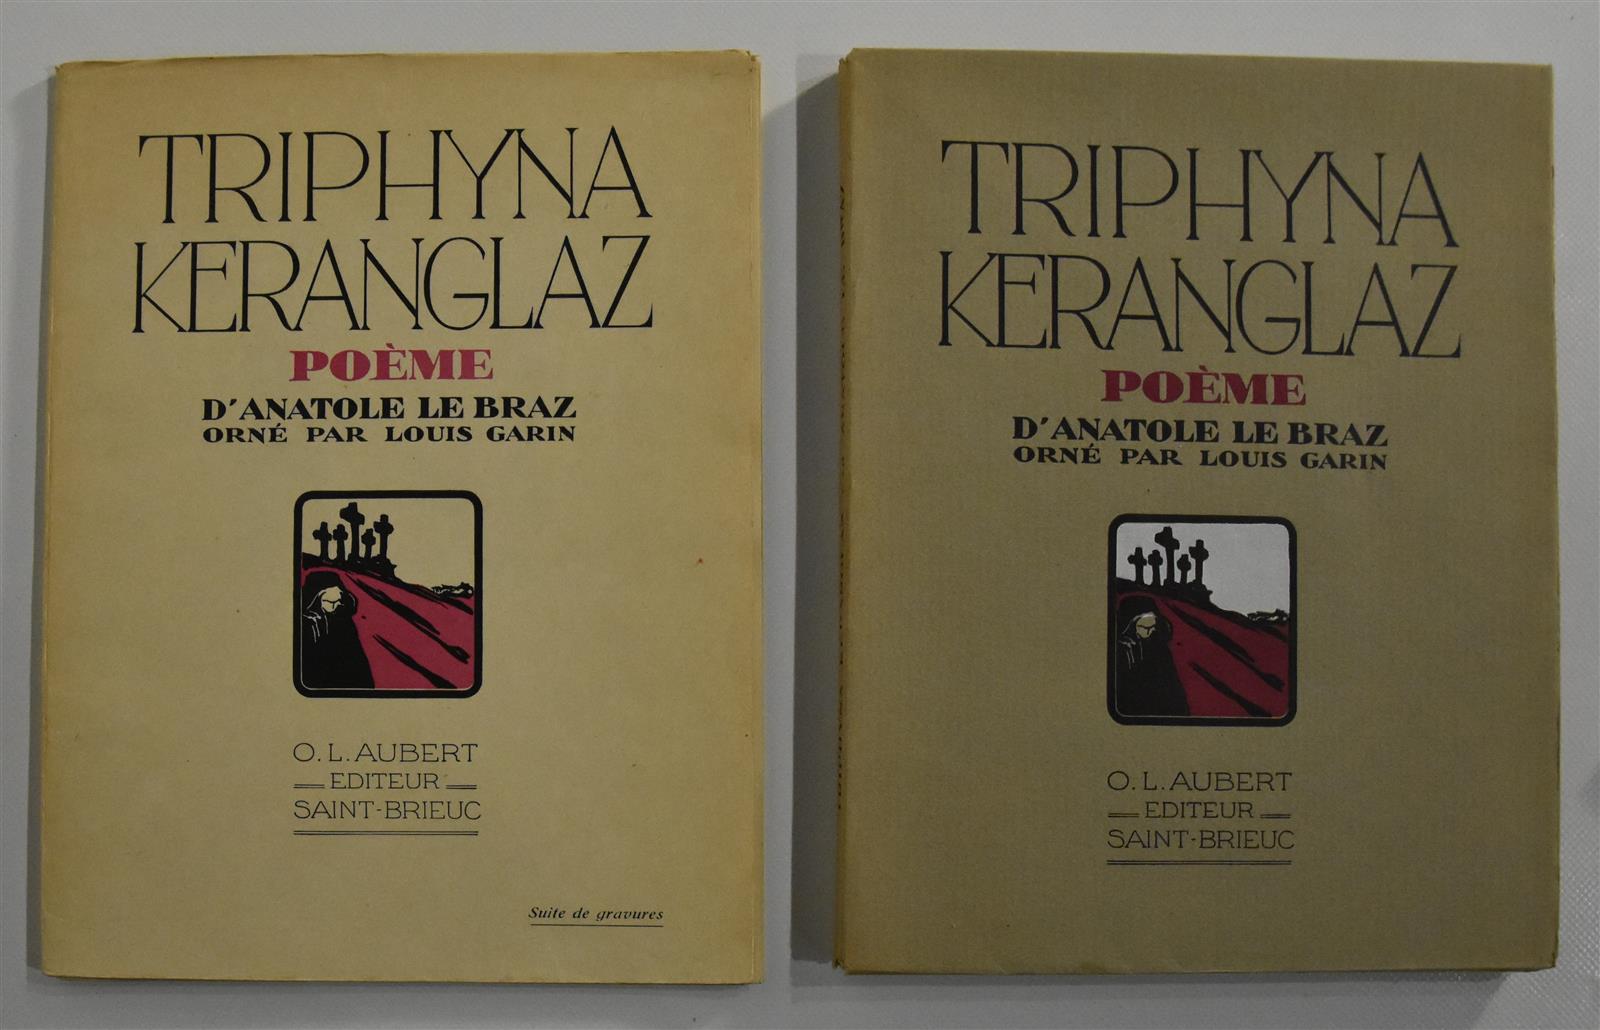 TRIPHYNA
KERANGLAZ
POÈME
D'ANATOLE LE BRAZ
ORNÉ PAR LOUIS GARIN
O. L. AUBERT
EDITEUR
SAINT-BRIEUC
Suite de gravures
TRIPHYNA
KERANGLAZ
POÈME
D'ANATOLE LE BRAZ
ORNÉ PAR LOUIS GARIN
O. L. AUBERT
EDITEUR
SAINT-BRIEUC